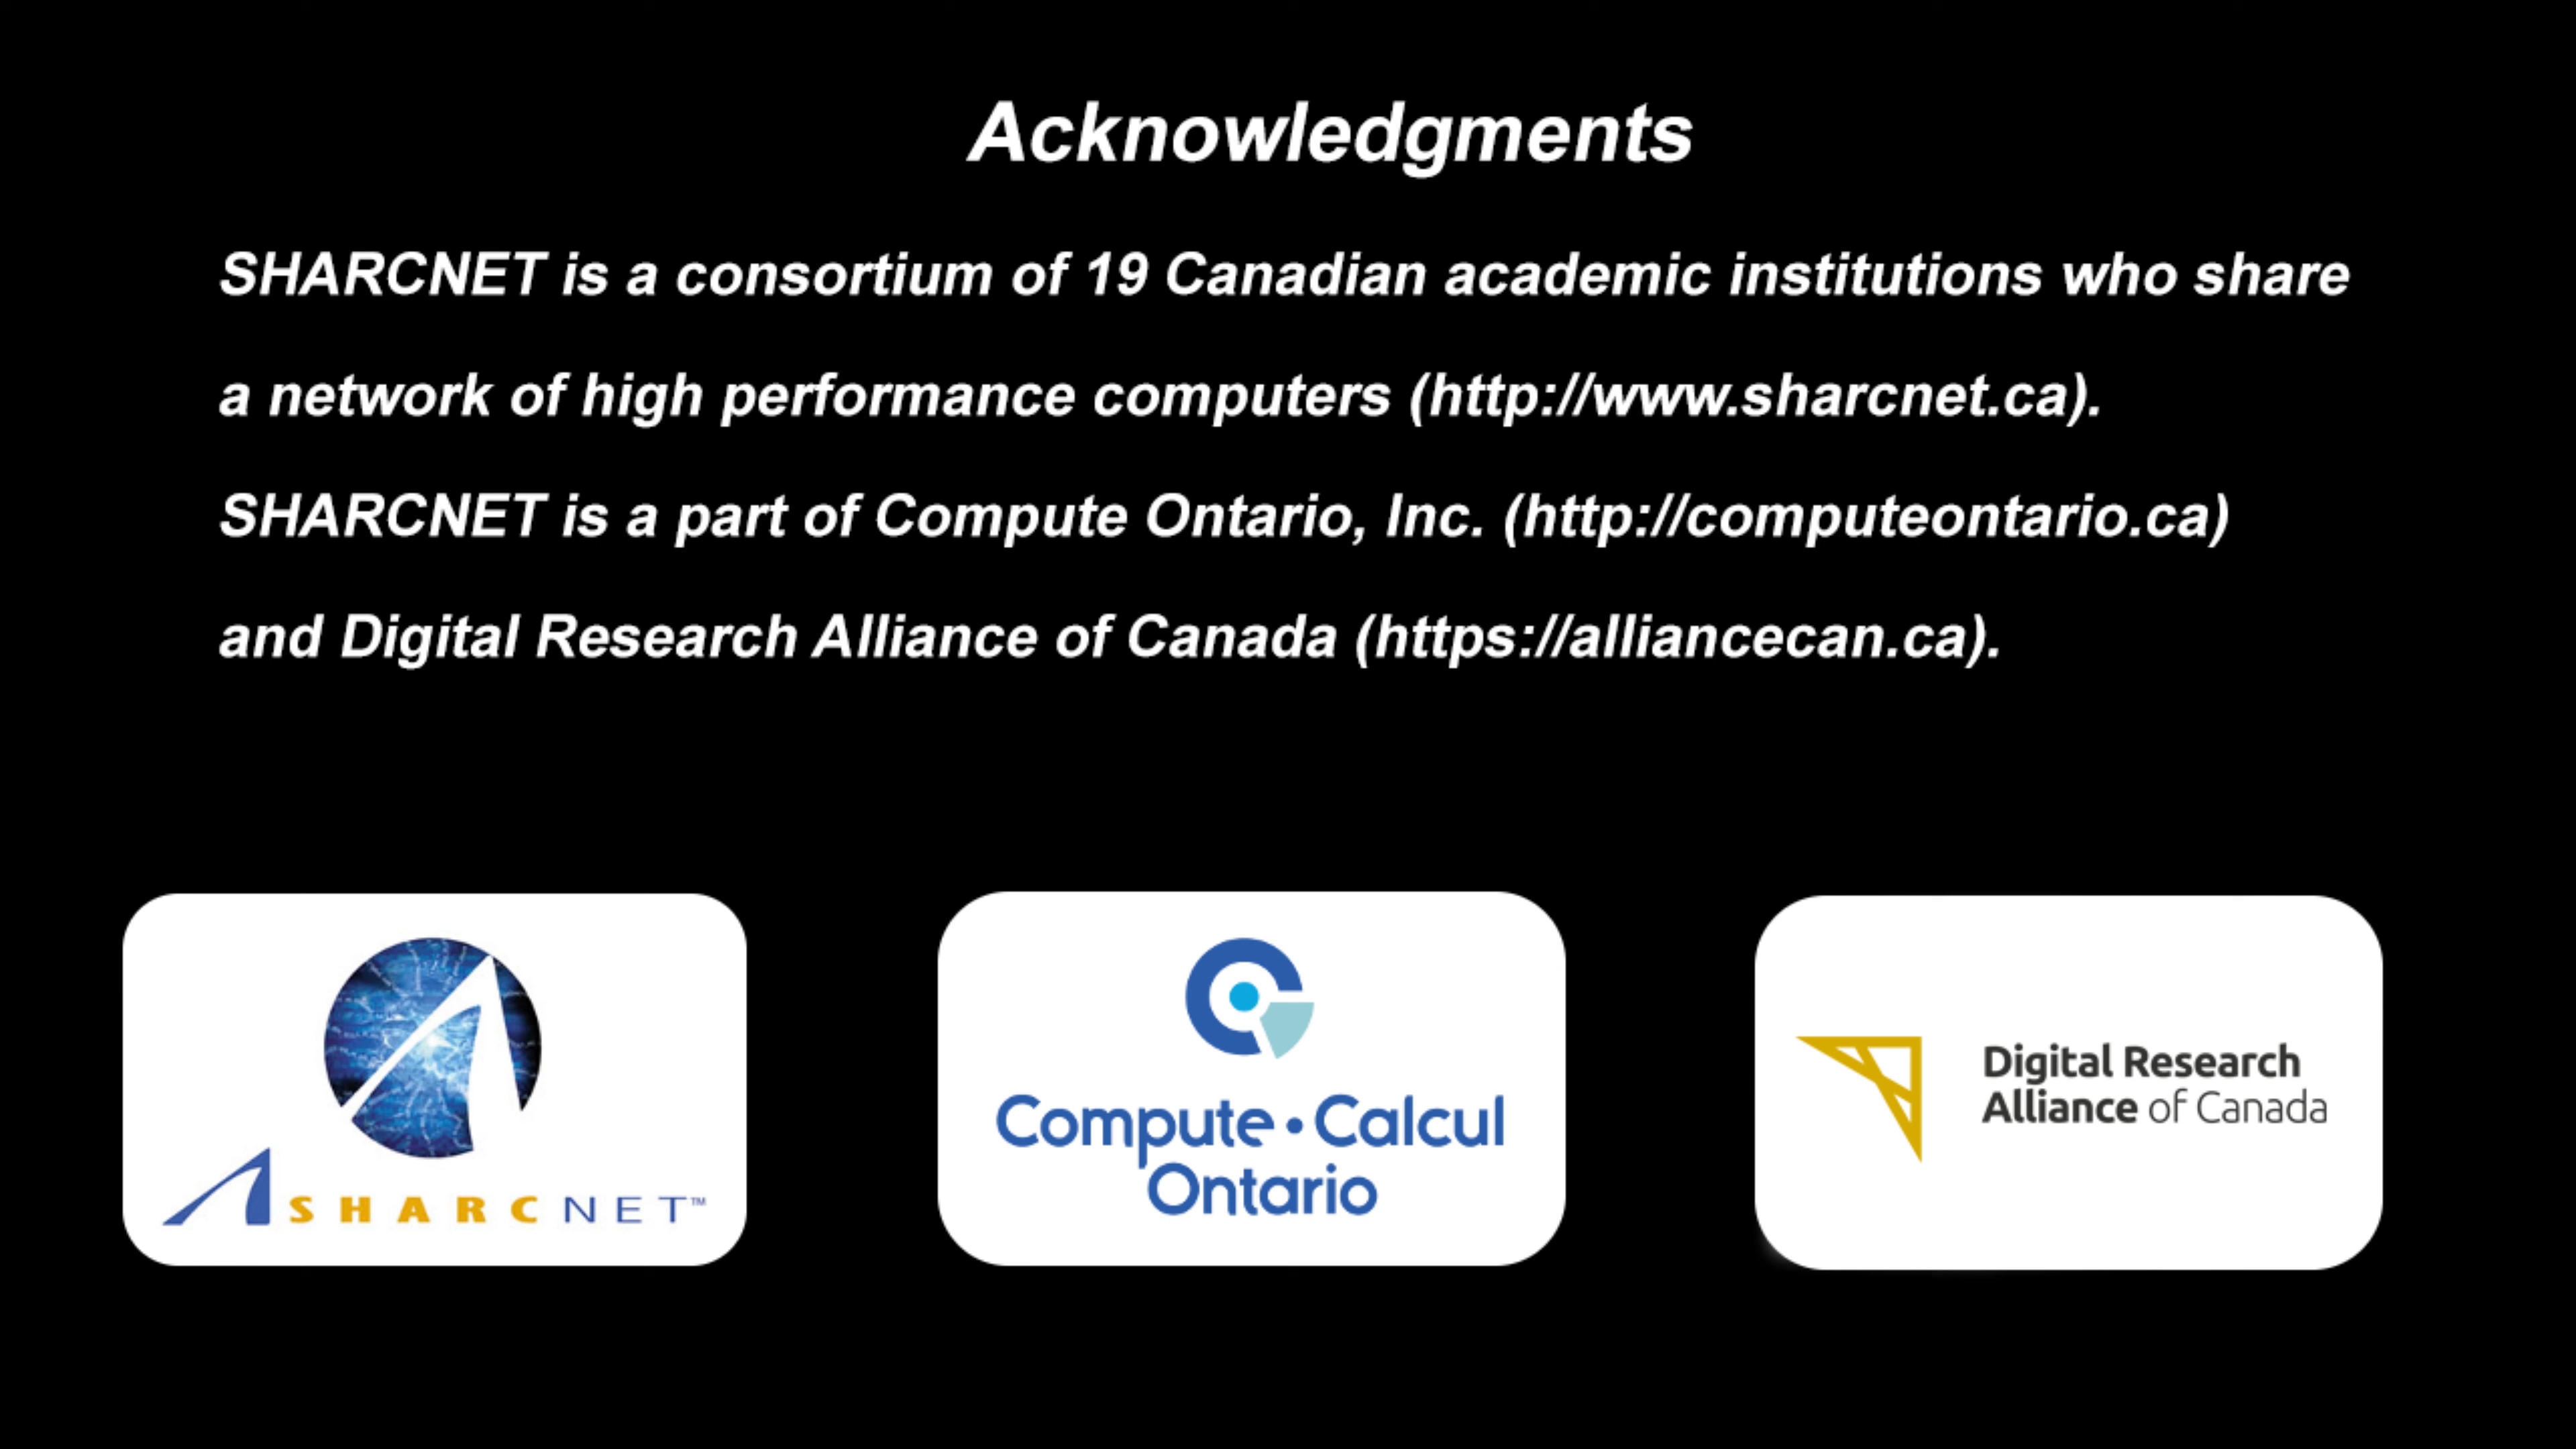 Acknowledgments
SHARCNET is a consortium of 19 Canadian academic institutions who share
a network of high performance computers (http://www.sharcnet.ca).
SHARCNET is a part of Compute Ontario, Inc. (http://computeontario.ca)
and Digital Research Alliance of Canada (https://alliancecan.ca).
SHARCNET™
Compute • Calcul
Ontario
Digital Research
Alliance of Canada